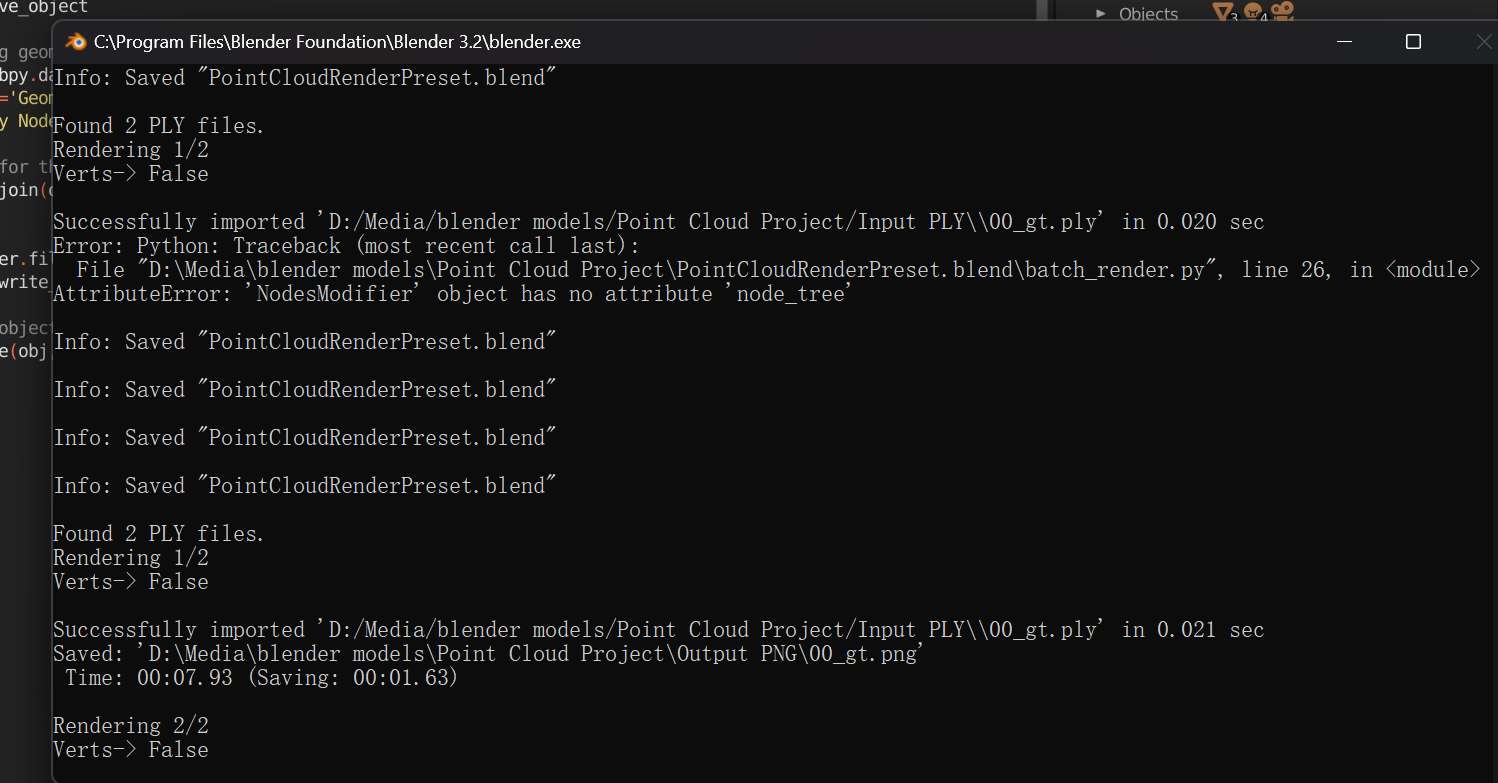 ve_object
Objects
3
4
C:\Program Files\Blender Foundation\Blender 3.2\blender.exe
g geon
bpy.da
='Geom
y Node
for th
join(
er.fi
write_
object
e(obj
Info: Saved "PointCloudRenderPreset.blend"
Found 2 PLY files.
Rendering 1/2
Verts-> False
Successfully imported 'D:/Media/blender models/Point Cloud Project/Input PLY\\00_gt.ply' in 0.020 sec
Error: Python: Traceback (most recent call last):
File "D:\Media\blender models\Point Cloud Project\PointCloudRenderPreset.blend\batch_render.py", line 26, in <module>
AttributeError: 'NodesModifier' object has no attribute 'node_tree'
Info: Saved "PointCloudRenderPreset.blend"
Info: Saved "PointCloudRenderPreset.blend"
Info: Saved "PointCloudRenderPreset.blend"
Info: Saved "PointCloudRenderPreset.blend"
Found 2 PLY files.
Rendering 1/2
Verts-> False
Successfully imported 'D:/Media/blender models/Point Cloud Project/Input PLY\\00_gt.ply' in 0.021 sec
Saved: 'D:\Media\blender models\Point Cloud Project\Output PNG\00_gt.png'
Time: 00:07.93 (Saving: 00:01.63)
Rendering 2/2
Verts-> False